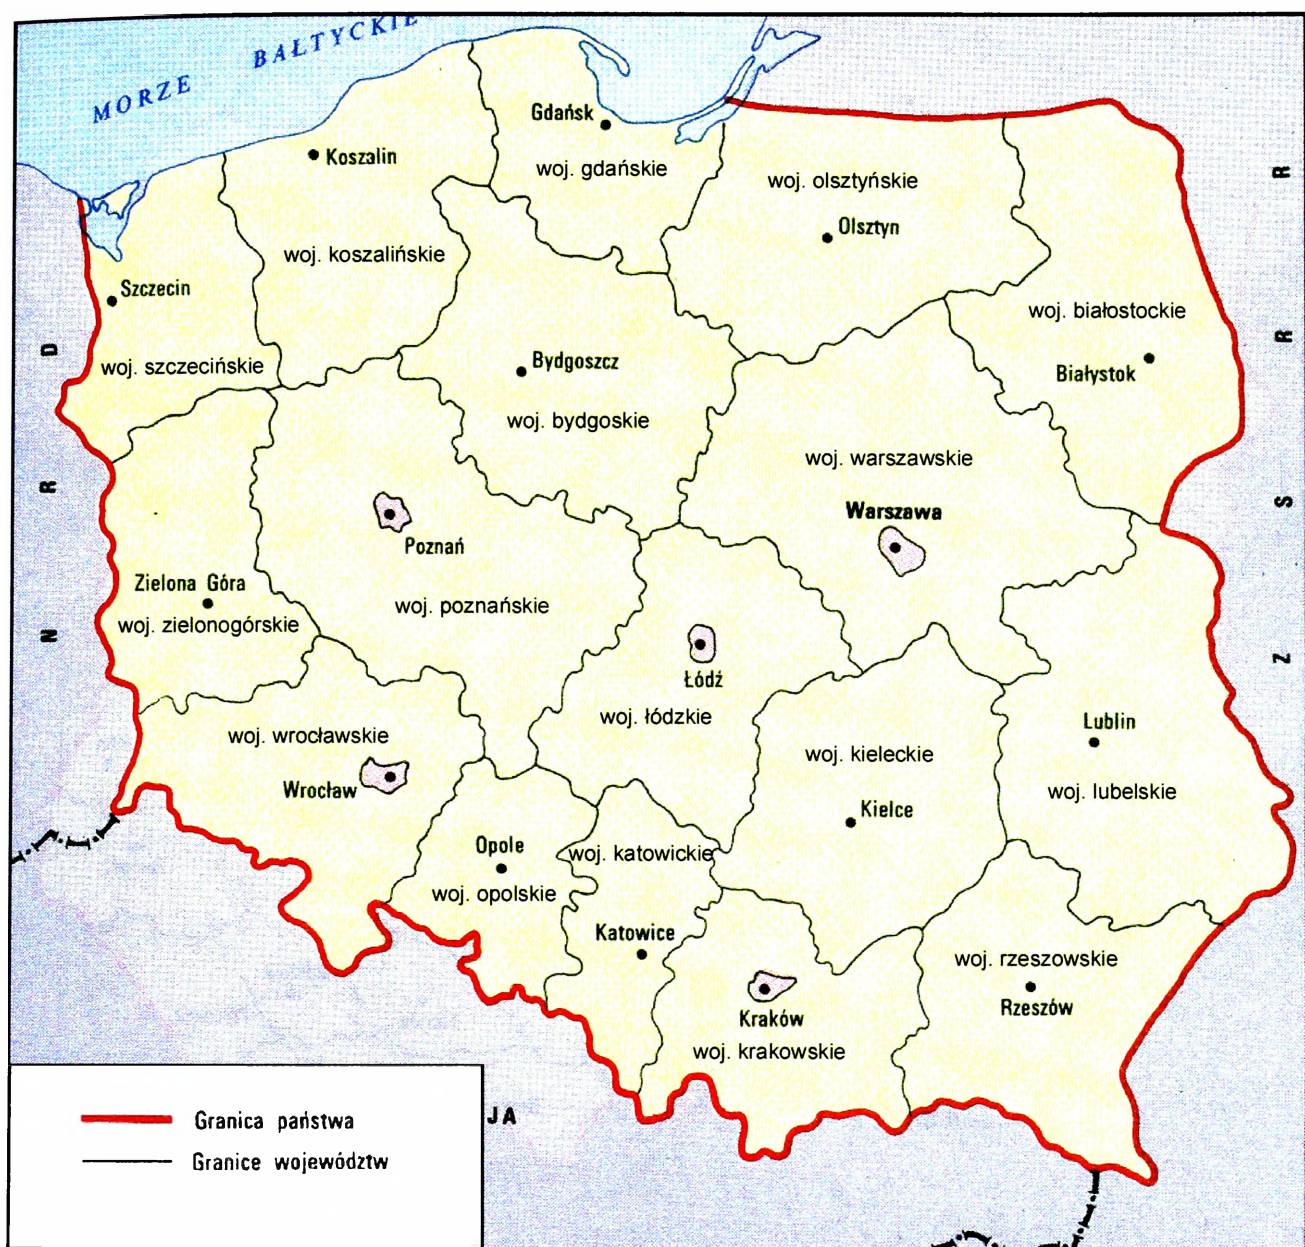 MORZE BAŁTYCKIE
Gdańsk
woj. gdańskie
Koszalin
woj. koszalińskie
woj. olsztyńskie
Olsztyn
Szczecin
woj. szczecińskie
woj. białostockie
Białystok
Bydgoszcz
woj. bydgoskie
woj. warszawskie
Warszawa
Poznań
woj. poznańskie
Zielona Góra
woj. zielonogórskie
Łódź
woj. łódzkie
woj. wrocławskie
Wrocław
woj. kieleckie
Kielce
Lublin
woj. lubelskie
Opole
woj. opolskie
woj. katowickie
Katowice
woj. rzeszowskie
Rzeszów
Kraków
woj. krakowskie
N R D
Z S R R
JA
Granica państwa
Granice województw